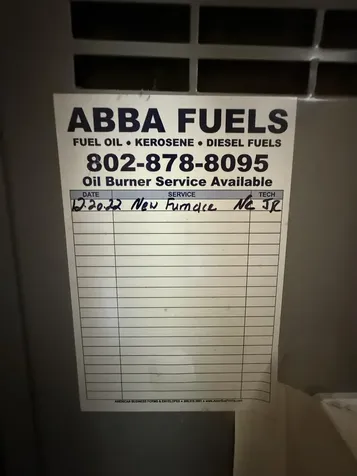 ABBA FUELS
FUEL OIL • KEROSENE • DIESEL FUELS
802-878-8095
Oil Burner Service Available
DATE SERVICE TECH
12.20.22 New Furnace NC JR